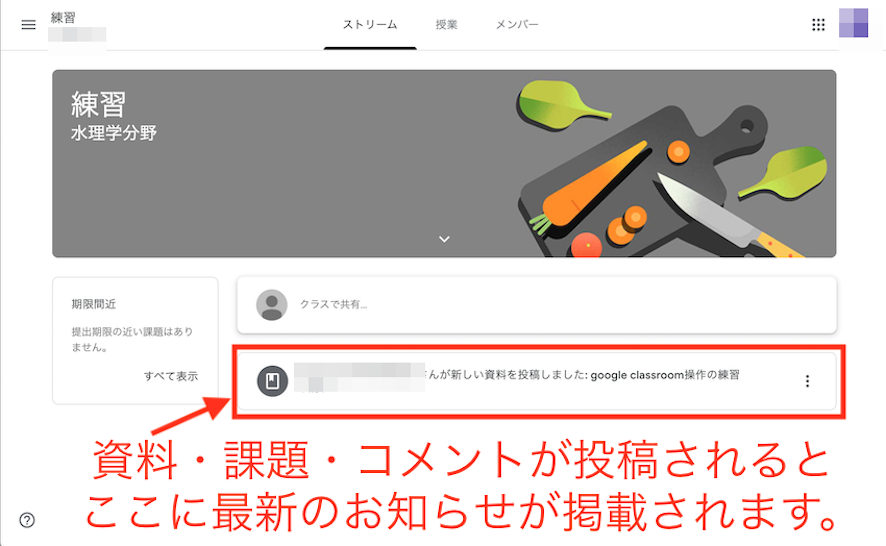 練習
ストリーム
授業
メンバー
練習
水理学分野
期限間近
提出期限の近い課題はあり
ません。
すべて表示
クラスで共有...
さんが新しい資料を投稿しました: google classroom操作の練習
資料・課題・コメントが投稿されると
ここに最新のお知らせが掲載されます。